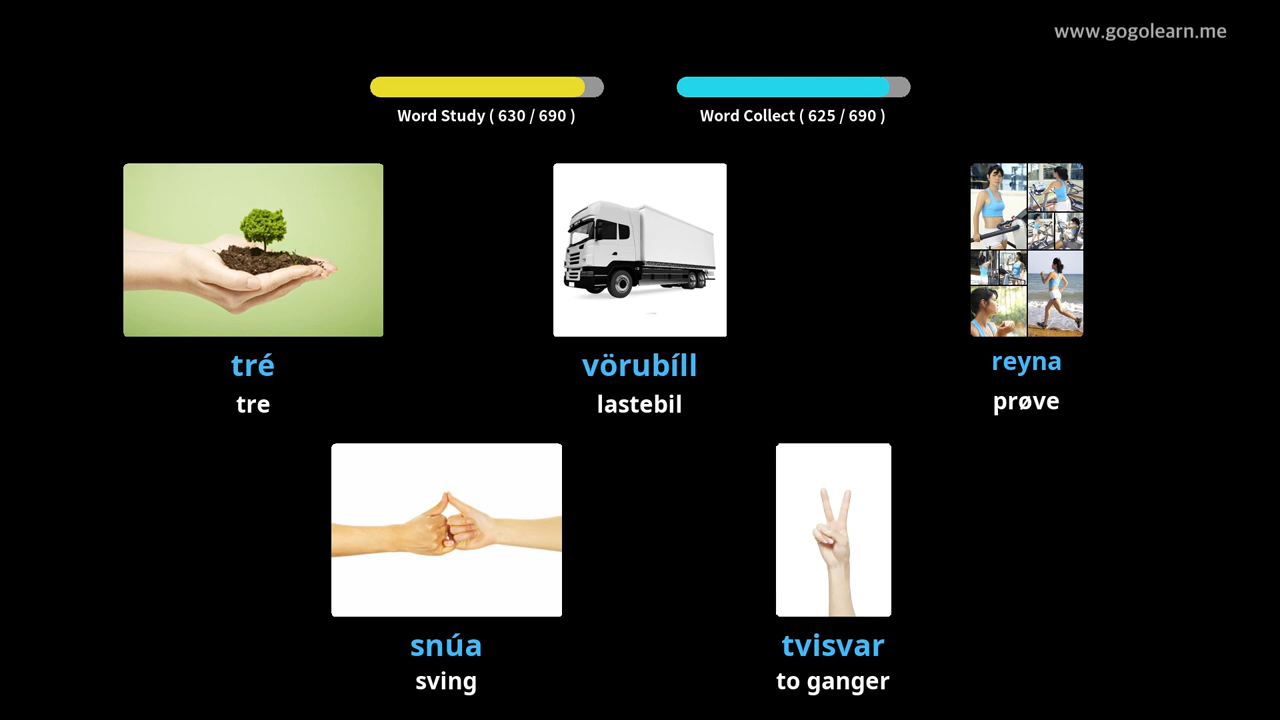 www.gogolearn.me
Word Study ( 630 / 690 )
Word Collect ( 625 / 690 )
tré
tre
vörubíll
lastebil
reyna
prøve
snúa
sving
tvisvar
to ganger